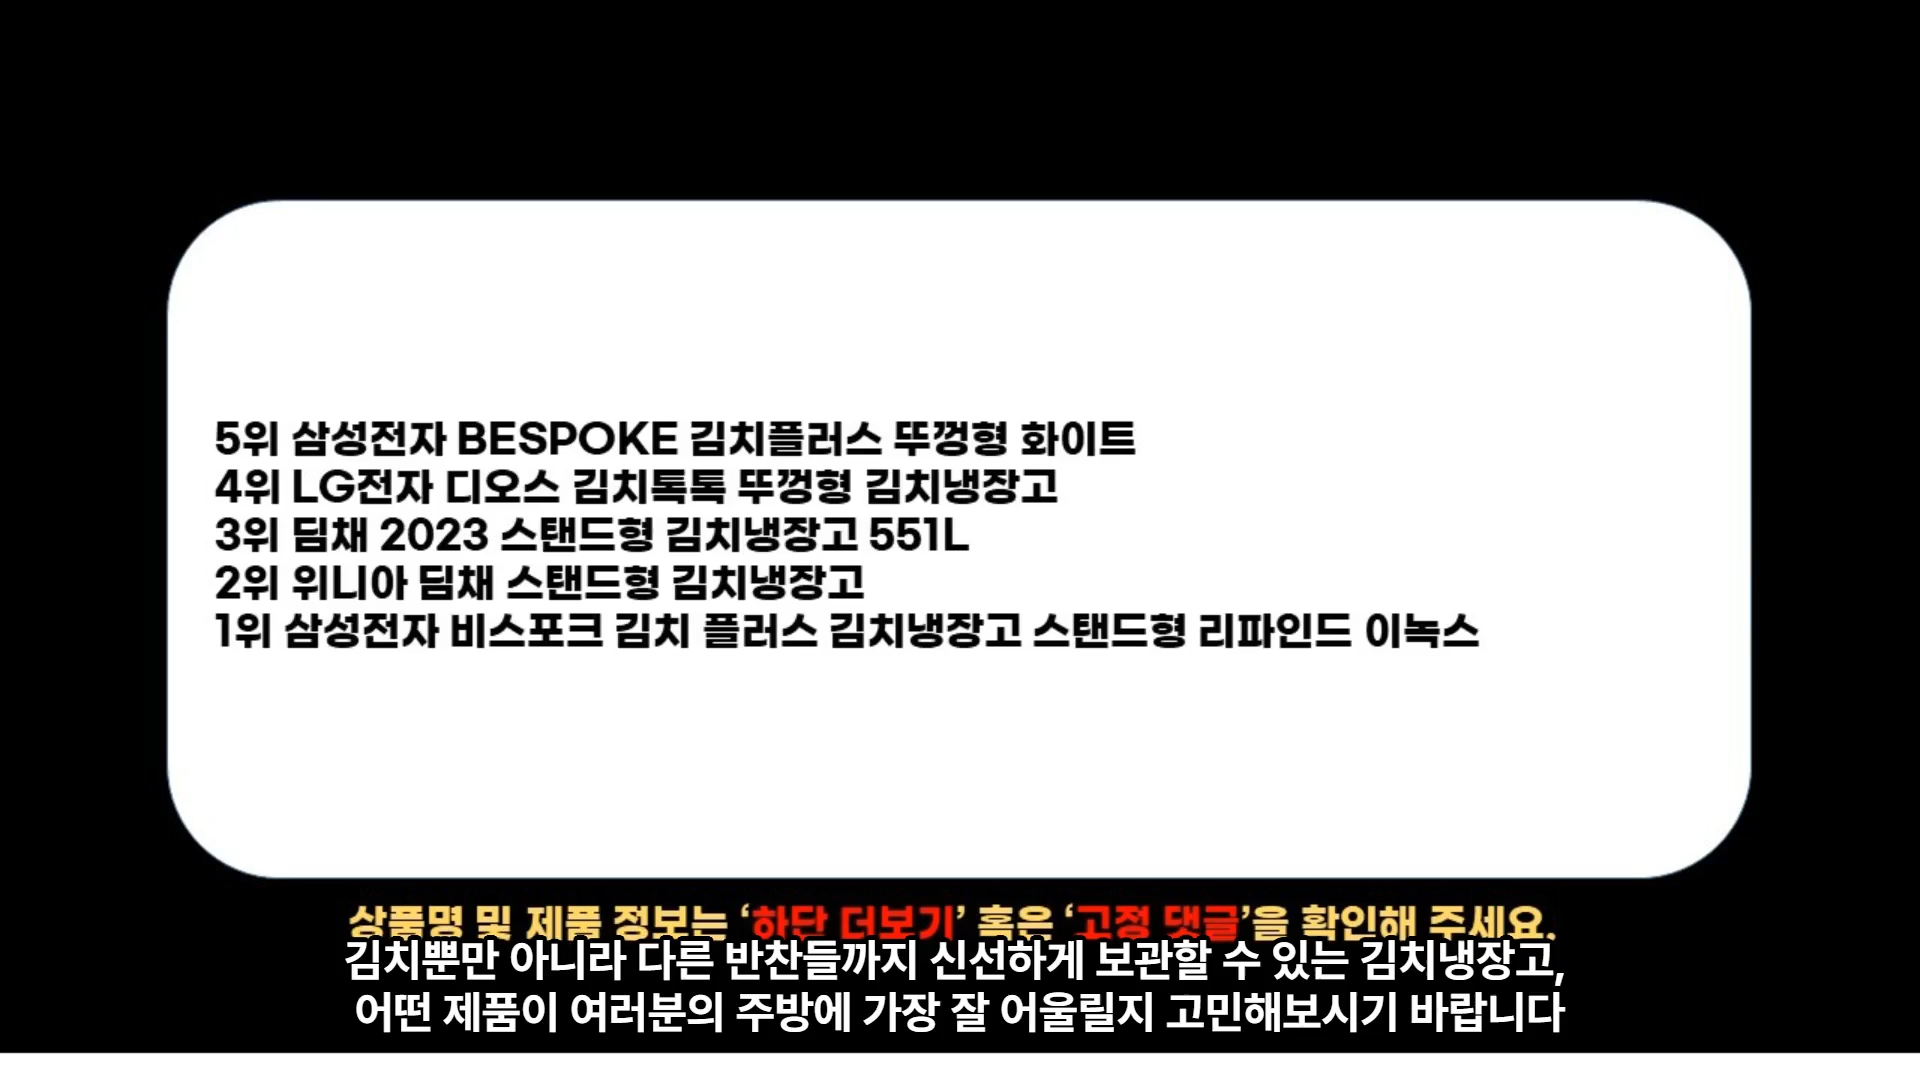 5위 삼성전자 BESPOKE 김치플러스 뚜껑형 화이트
4위 LG전자 디오스 김치톡톡 뚜껑형 김치냉장고
3위 딤채 2023 스탠드형 김치냉장고 551L
2위 위니아 딤채 스탠드형 김치냉장고
1위 삼성전자 비스포크 김치 플러스 김치냉장고 스탠드형 리파인드 이녹스
상품명 및 제품 정보는 ‘하단 더보기’ 혹은 ‘고정 댓글’을 확인해 주세요.
김치뿐만 아니라 다른 반찬들까지 신선하게 보관할 수 있는 김치냉장고,
어떤 제품이 여러분의 주방에 가장 잘 어울릴지 고민해보시기 바랍니다